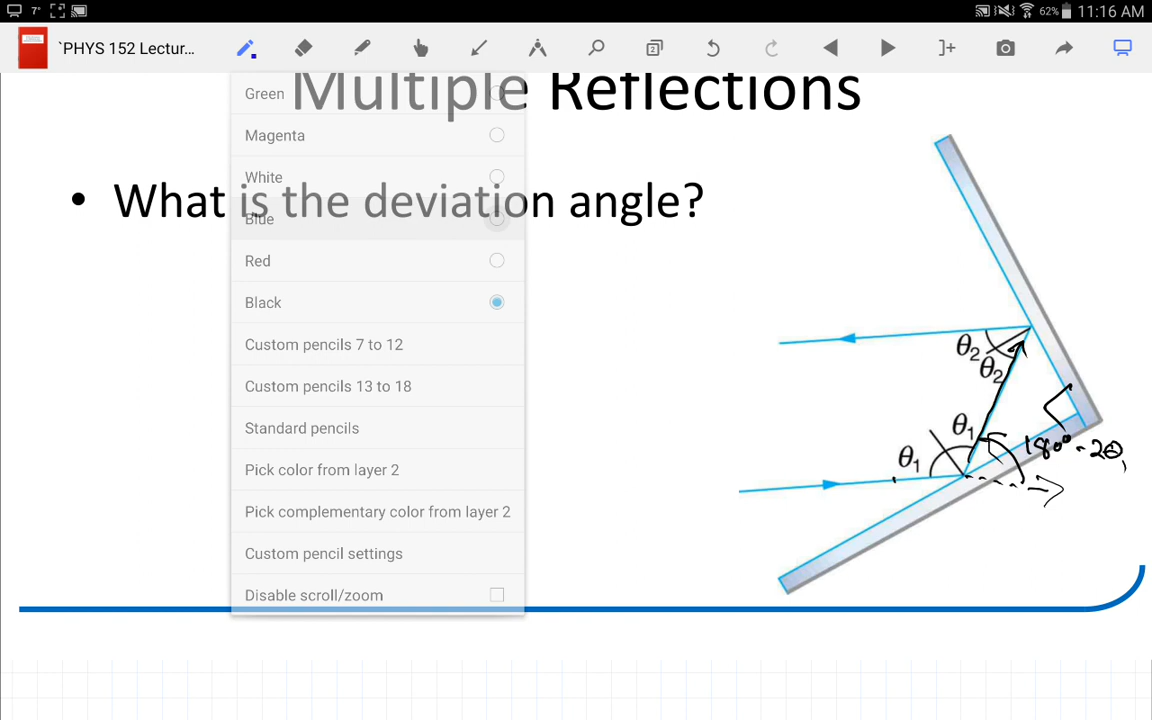 7° 62% 11:16 AM
`PHYS 152 Lectur... 2
Multiple Reflections
• What is the deviation angle?
Green
Magenta
White
Blue
Red
Black
Custom pencils 7 to 12
Custom pencils 13 to 18
Standard pencils
Pick color from layer 2
Pick complementary color from layer 2
Custom pencil settings
Disable scroll/zoom
θ2
θ2
θ1
θ1
180° - 2θ1